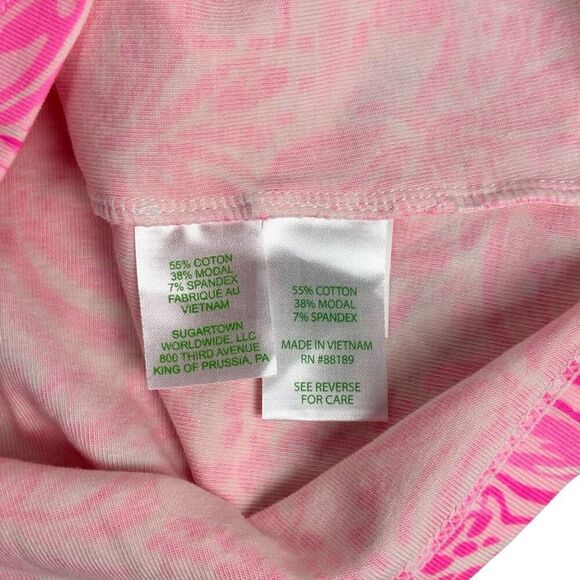 55% COTTON
38% MODAL
7% SPANDEX
FABRIQUÉ AU
VIETNAM
SUGARTOWN
WORLDWIDE, LLC
800 THIRD AVENUE
KING OF PRUSSIA, PA
55% COTTON
38% MODAL
7% SPANDEX
MADE IN VIETNAM
RN #88189
SEE REVERSE
FOR CARE